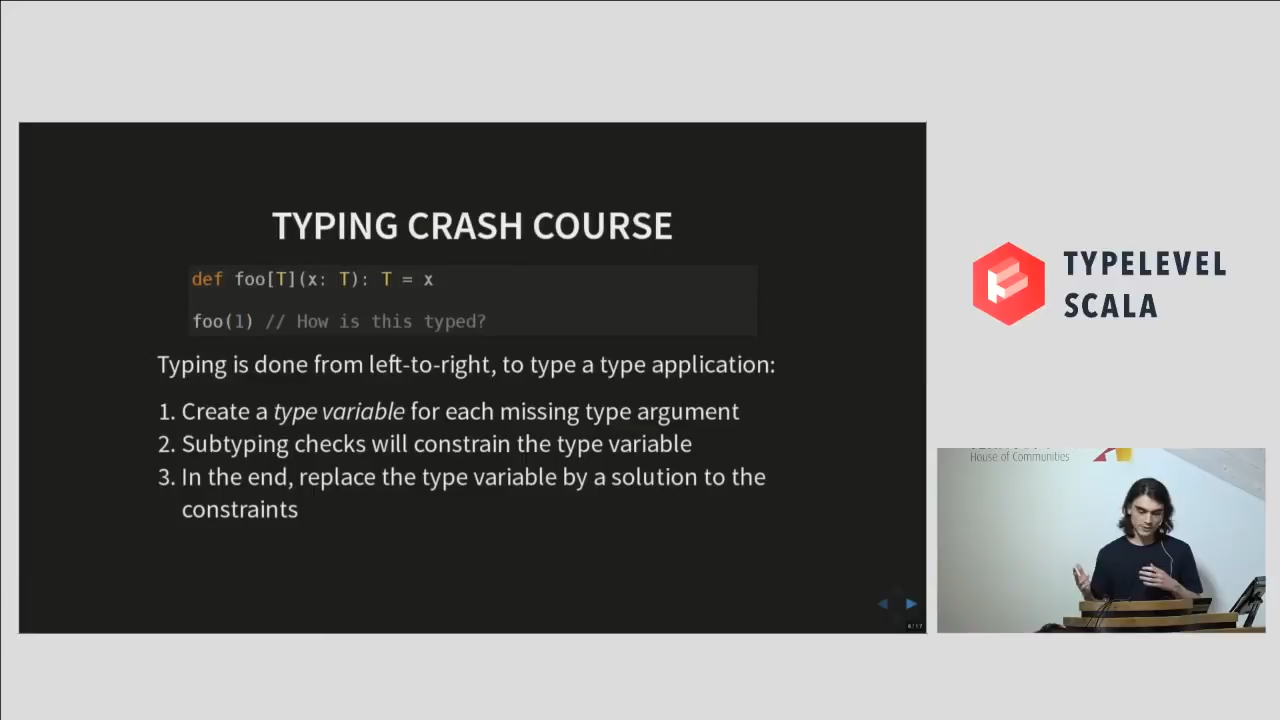 TYPING CRASH COURSE
def foo[T](x: T): T = x
foo(1) // How is this typed?
Typing is done from left-to-right, to type a type application:
1. Create a type variable for each missing type argument
2. Subtyping checks will constrain the type variable
3. In the end, replace the type variable by a solution to the
constraints
6/17
TYPELEVEL
SCALA
House of Communities